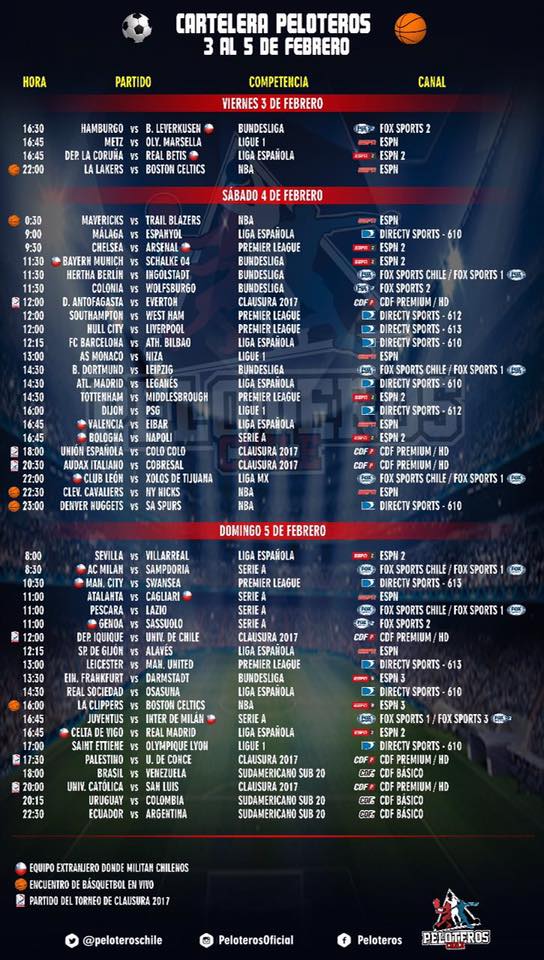 CARTELERA PELOTEROS
3 AL 5 DE FEBRERO
HORA PARTIDO COMPETENCIA CANAL
VIERNES 3 DE FEBRERO
16:30 HAMBURGO VS B. LEVERKUSEN BUNDESLIGA FOX SPORTS 2
16:45 METZ VS OLY. MARSELLA LIGUE 1 ESPN
16:45 DEP. LA CORUÑA VS REAL BETIS LIGA ESPAÑOLA ESPN 2
22:00 LA LAKERS VS BOSTON CELTICS NBA ESPN
SÁBADO 4 DE FEBRERO
0:30 MAVERICKS VS TRAIL BLAZERS NBA ESPN
9:00 MÁLAGA VS ESPANYOL LIGA ESPAÑOLA DIRECTV SPORTS - 610
9:30 CHELSEA VS ARSENAL PREMIER LEAGUE ESPN 2
11:30 BAYERN MUNICH VS SCHALKE 04 BUNDESLIGA ESPN 2
11:30 HERTHA BERLÍN VS INGOLSTADT BUNDESLIGA FOX SPORTS CHILE / FOX SPORTS 1
11:30 COLONIA VS WOLFSBURGO BUNDESLIGA FOX SPORTS 2
12:00 D. ANTOFAGASTA VS EVERTON CLAUSURA 2017 CDF PREMIUM / HD
12:00 SOUTHAMPTON VS WEST HAM PREMIER LEAGUE DIRECTV SPORTS - 612
12:00 HULL CITY VS LIVERPOOL PREMIER LEAGUE DIRECTV SPORTS - 613
12:15 FC BARCELONA VS ATH. BILBAO LIGA ESPAÑOLA DIRECTV SPORTS - 610
13:00 AS MONACO VS NIZA LIGUE 1 ESPN
14:30 B. DORTMUND VS LEIPZIG BUNDESLIGA FOX SPORTS CHILE / FOX SPORTS 1
14:30 ATL. MADRID VS LEGANÉS LIGA ESPAÑOLA DIRECTV SPORTS - 610
14:30 TOTTENHAM VS MIDDLESBROUGH PREMIER LEAGUE ESPN 2
16:00 DIJON VS PSG LIGUE 1 DIRECTV SPORTS - 612
16:45 VALENCIA VS EIBAR LIGA ESPAÑOLA ESPN
16:45 BOLOGNA VS NAPOLI SERIE A ESPN 2
18:00 UNIÓN ESPAÑOLA VS COLO COLO CLAUSURA 2017 CDF PREMIUM / HD
20:30 AUDAX ITALIANO VS COBRESAL CLAUSURA 2017 CDF PREMIUM / HD
22:00 CLUB LEÓN VS XOLOS DE TIJUANA LIGA MX FOX SPORTS CHILE / FOX SPORTS 1
22:30 CLEV. CAVALIERS VS NY NICKS NBA ESPN
23:00 DENVER NUGGETS VS SA SPURS NBA DIRECTV SPORTS - 610
DOMINGO 5 DE FEBRERO
8:00 SEVILLA VS VILLARREAL LIGA ESPAÑOLA ESPN 2
8:30 AC MILAN VS SAMPDORIA SERIE A FOX SPORTS CHILE / FOX SPORTS 1
10:30 MAN. CITY VS SWANSEA PREMIER LEAGUE DIRECTV SPORTS - 613
11:00 ATALANTA VS CAGLIARI SERIE A ESPN
11:00 PESCARA VS LAZIO SERIE A FOX SPORTS CHILE / FOX SPORTS 1
11:00 GENOA VS SASSUOLO SERIE A FOX SPORTS 2
12:00 DEP. IQUIQUE VS UNIV. DE CHILE CLAUSURA 2017 CDF PREMIUM / HD
12:15 SP. DE GIJÓN VS ALAVÉS LIGA ESPAÑOLA ESPN
13:00 LEICESTER VS MAN. UNITED PREMIER LEAGUE DIRECTV SPORTS - 613
13:30 EIN. FRANKFURT VS DARMSTADT BUNDESLIGA ESPN 3
14:30 REAL SOCIEDAD VS OSASUNA LIGA ESPAÑOLA DIRECTV SPORTS - 610
16:00 LA CLIPPERS VS BOSTON CELTICS NBA ESPN 3
16:45 JUVENTUS VS INTER DE MILÁN SERIE A FOX SPORTS 1 / FOX SPORTS 3
16:45 CELTA DE VIGO VS REAL MADRID LIGA ESPAÑOLA ESPN 2
17:00 SAINT ETTIENE VS OLYMPIQUE LYON LIGUE 1 DIRECTV SPORTS - 610
17:30 PALESTINO VS U. DE CONCE CLAUSURA 2017 CDF PREMIUM / HD
18:00 BRASIL VS VENEZUELA SUDAMERICANO SUB 20 CDF BÁSICO
20:00 UNIV. CATÓLICA VS SAN LUIS CLAUSURA 2017 CDF PREMIUM / HD
20:15 URUGUAY VS COLOMBIA SUDAMERICANO SUB 20 CDF BÁSICO
22:30 ECUADOR VS ARGENTINA SUDAMERICANO SUB 20 CDF BÁSICO
EQUIPO EXTRANJERO DONDE MILITAN CHILENOS
ENCUENTRO DE BÁSQUETBOL EN VIVO
PARTIDO DEL TORNEO DE CLAUSURA 2017
@peloteroschile PeloterosOficial Peloteros
PELOTEROS
CHILE